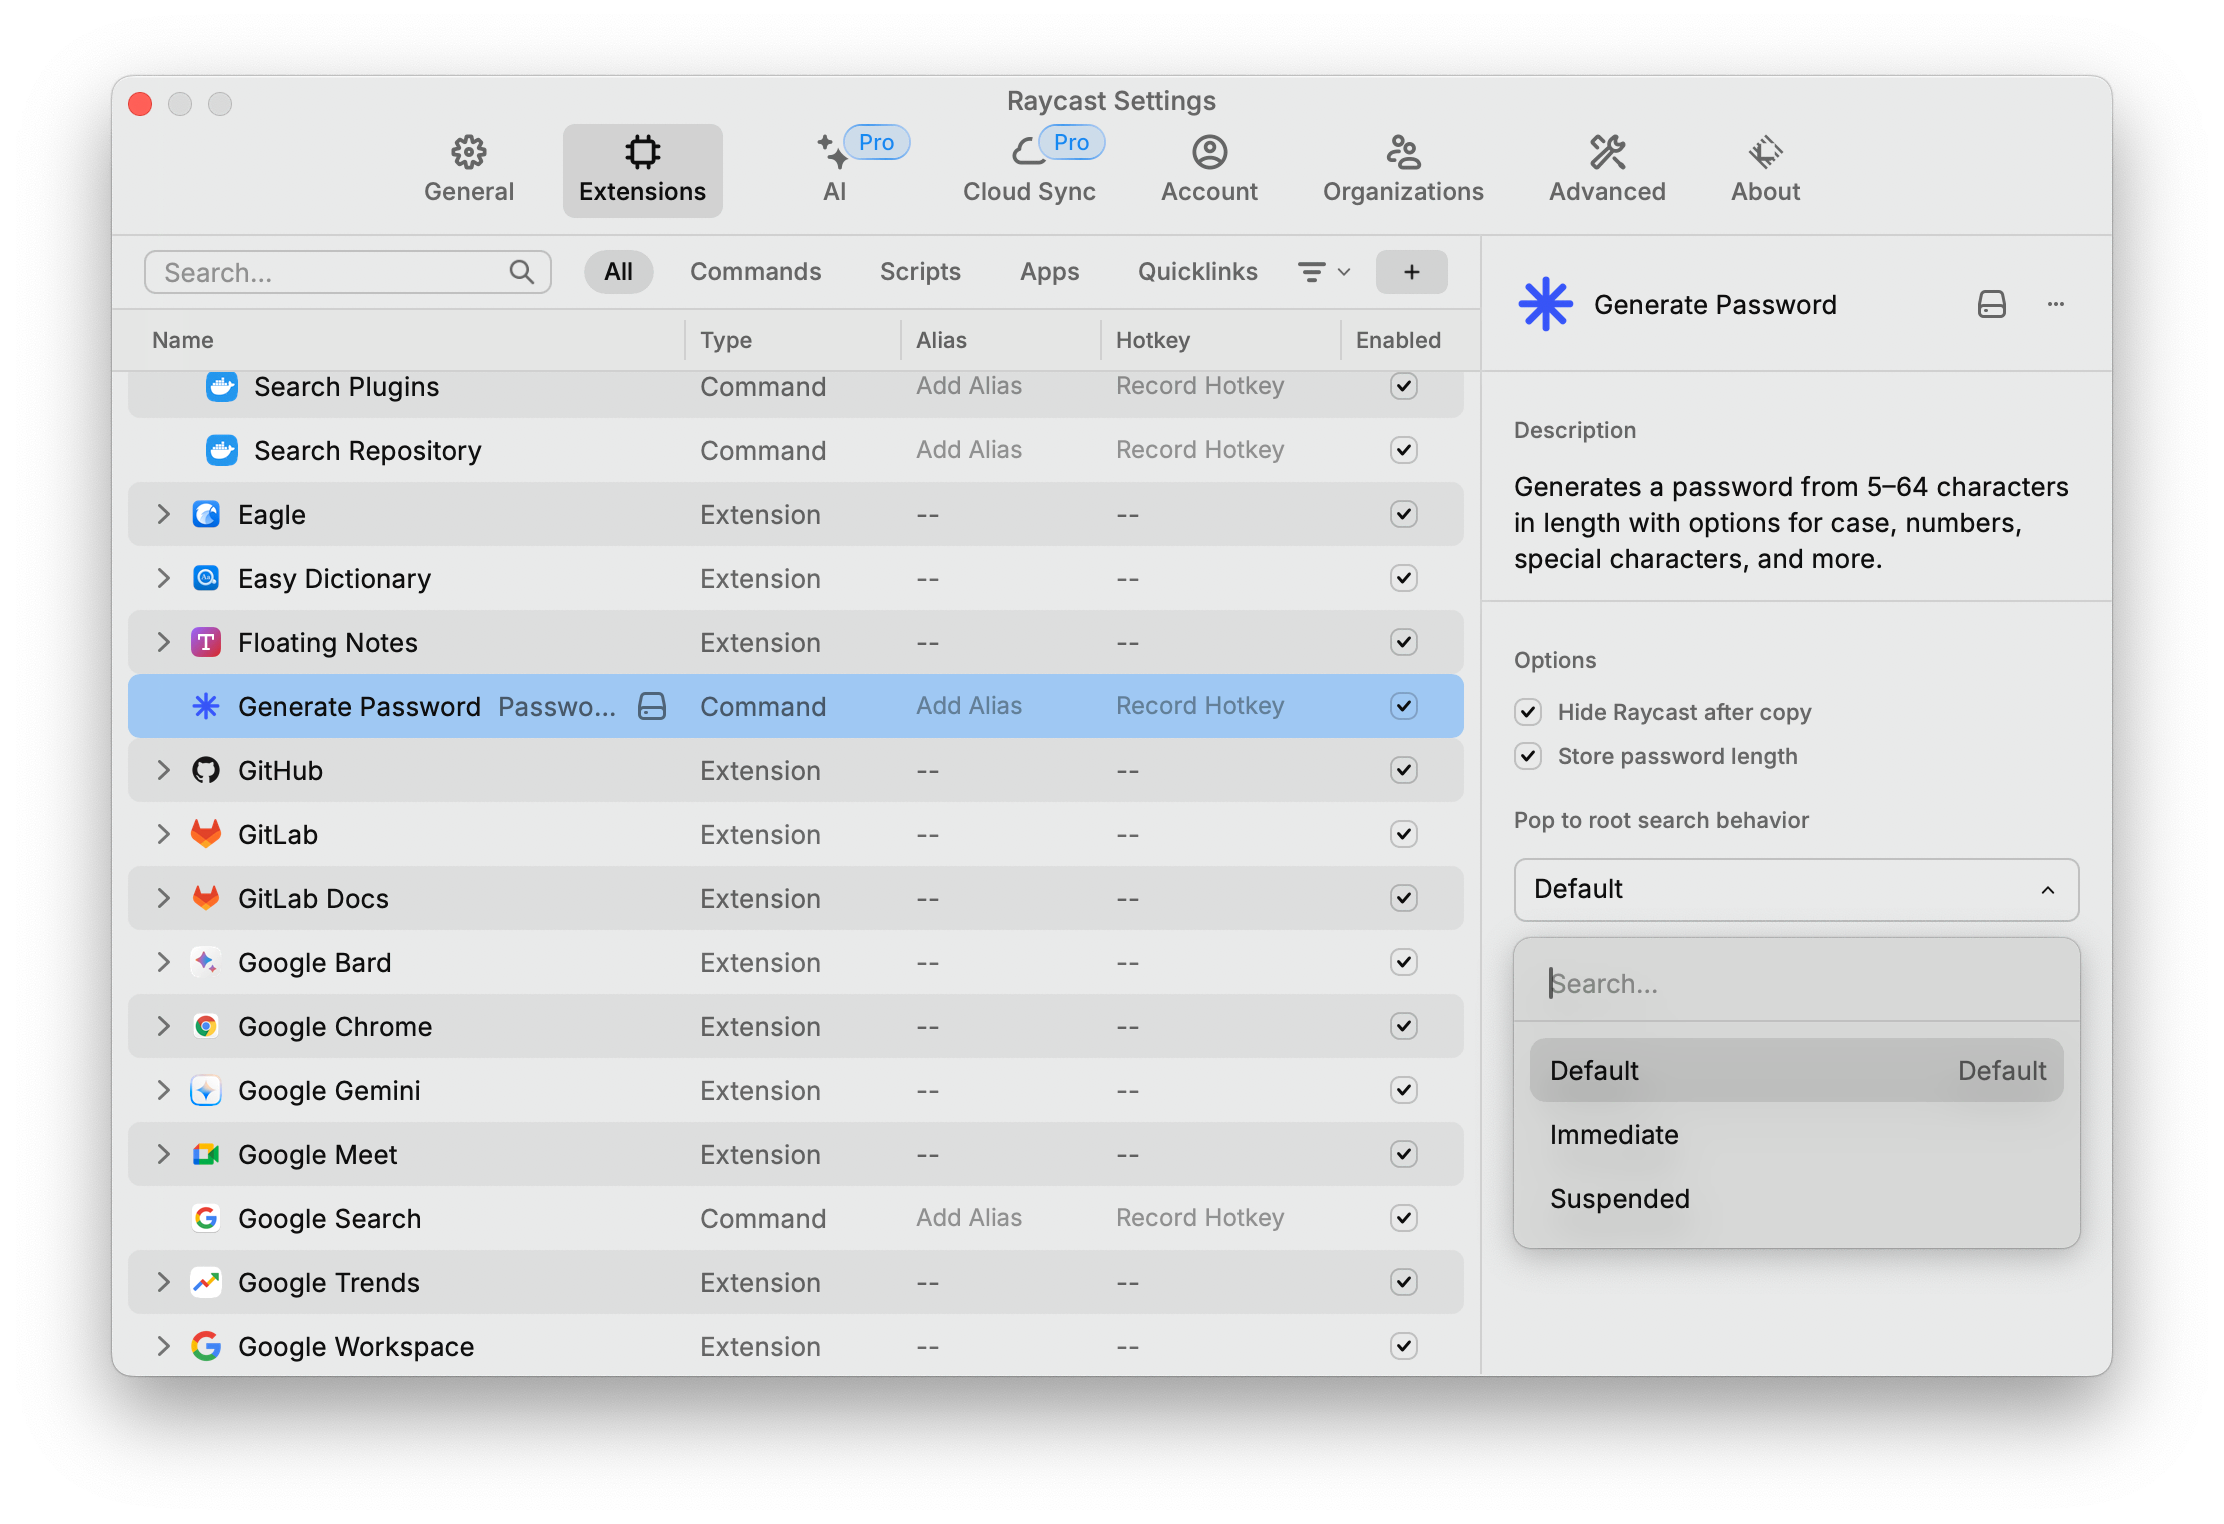 Raycast Settings
General
Extensions
Pro
AI
Pro
Cloud Sync
Account
Organizations
Advanced
About
Search...
All
Commands
Scripts
Apps
Quicklinks
+
Name Type Alias Hotkey Enabled
Search Plugins Command Add Alias Record Hotkey
Search Repository Command Add Alias Record Hotkey
Eagle Extension -- --
Easy Dictionary Extension -- --
Floating Notes Extension -- --
Generate Password Passwo... Command Add Alias Record Hotkey
GitHub Extension -- --
GitLab Extension -- --
GitLab Docs Extension -- --
Google Bard Extension -- --
Google Chrome Extension -- --
Google Gemini Extension -- --
Google Meet Extension -- --
Google Search Command Add Alias Record Hotkey
Google Trends Extension -- --
Google Workspace Extension -- --
Generate Password
Description
Generates a password from 5–64 characters
in length with options for case, numbers,
special characters, and more.
Options
Hide Raycast after copy
Store password length
Pop to root search behavior
Default
Search...
Default Default
Immediate
Suspended